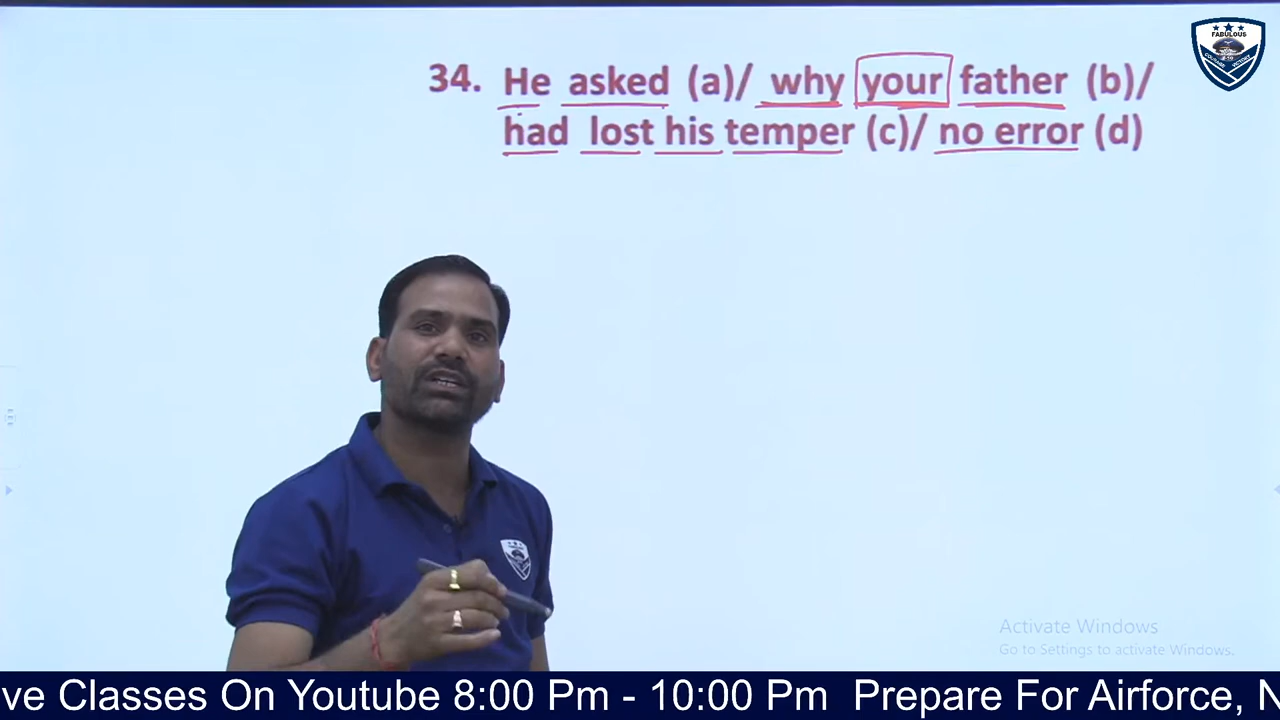 FABULOUS
34. He asked (a)/ why your father (b)/
had lost his temper (c)/ no error (d)
Activate Windows
Go to Settings to activate Windows.
ve Classes On Youtube 8:00 Pm - 10:00 Pm Prepare For Airforce, N